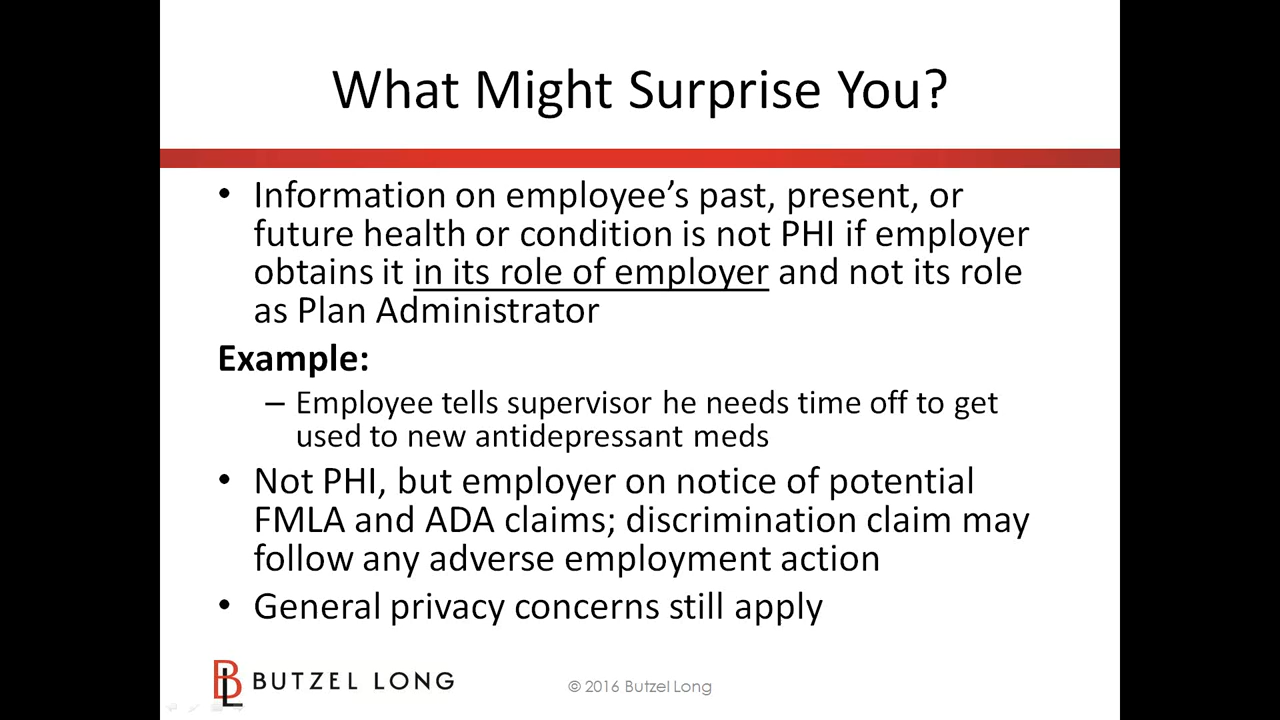 What Might Surprise You?
• Information on employee's past, present, or
future health or condition is not PHI if employer
obtains it in its role of employer and not its role
as Plan Administrator
Example:
– Employee tells supervisor he needs time off to get
used to new antidepressant meds
• Not PHI, but employer on notice of potential
FMLA and ADA claims; discrimination claim may
follow any adverse employment action
• General privacy concerns still apply
BL BUTZEL LONG
© 2016 Butzel Long